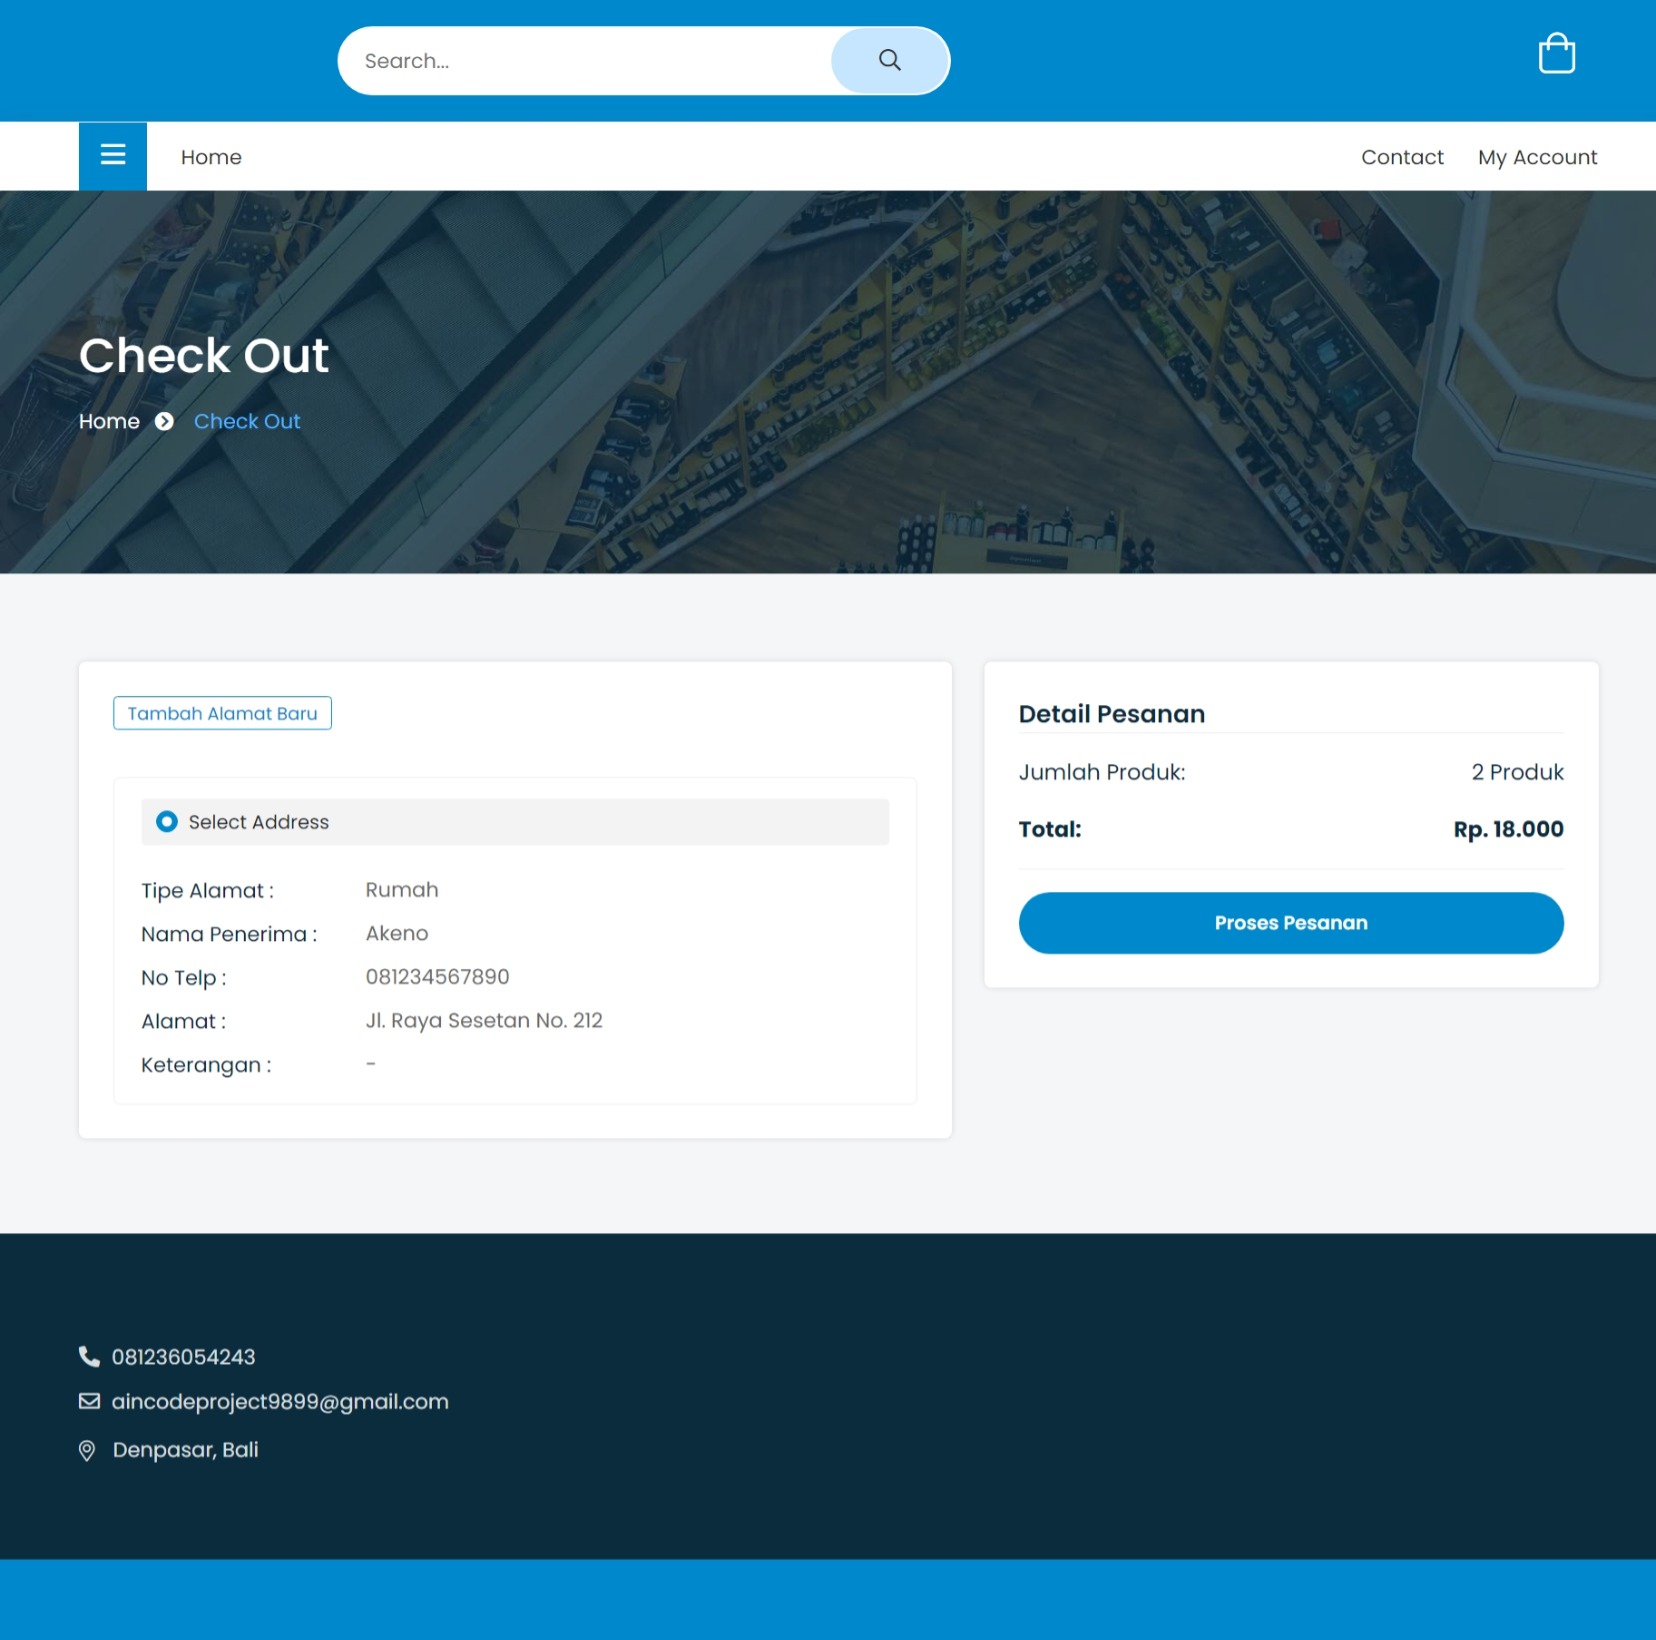 Search...
Home
Contact
My Account
Check Out
Home
Check Out
Tambah Alamat Baru
Select Address
Tipe Alamat : Rumah
Nama Penerima : Akeno
No Telp : 081234567890
Alamat : Jl. Raya Sesetan No. 212
Keterangan : -
Detail Pesanan
Jumlah Produk: 2 Produk
Total: Rp. 18.000
Proses Pesanan
081236054243
aincodeproject9899@gmail.com
Denpasar, Bali